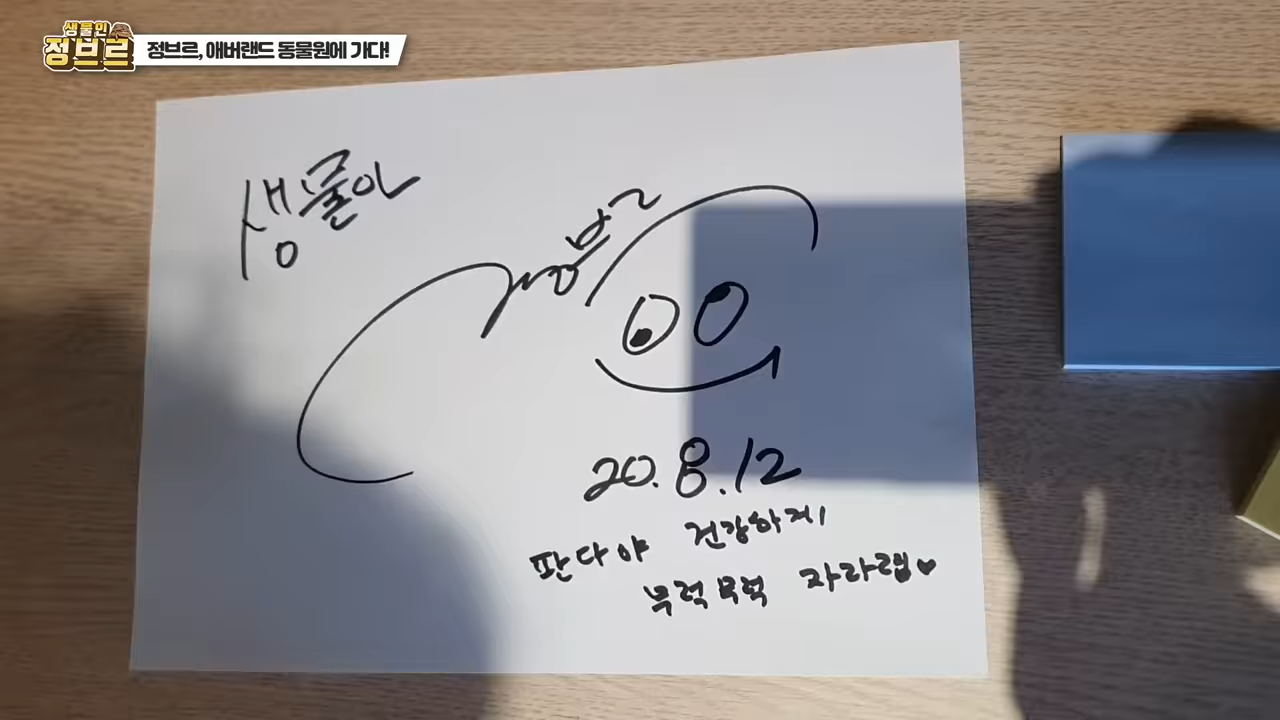 생물인
정브르
정브르, 애버랜드 동물원에 가다!
생물인
정브르
20.8.12
판다야 건강하게
무럭무럭 자라렴♥